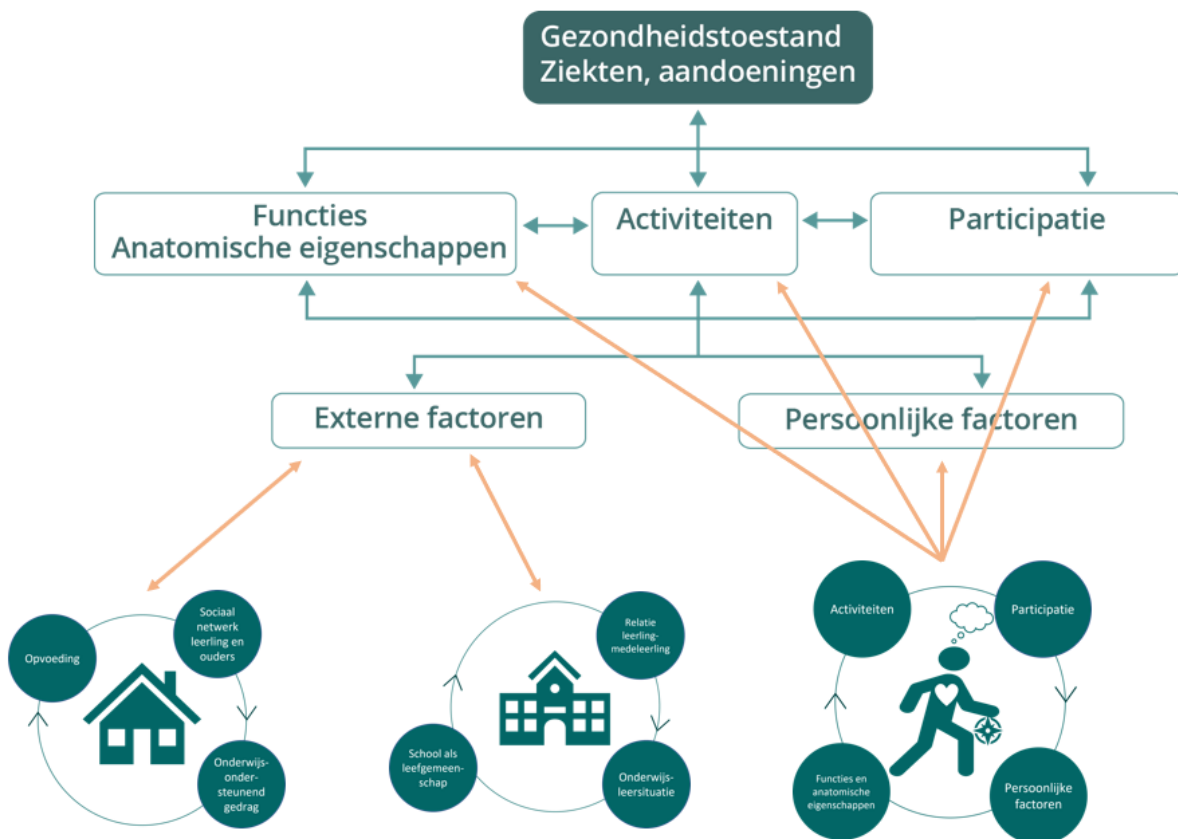 Gezondheidstoestand
Ziekten, aandoeningen
Functies
Anatomische eigenschappen
Activiteiten
Participatie
Externe factoren
Persoonlijke factoren
Opvoeding
Sociaal
netwerk
leerling en
ouders
Onderwijs-
onder-
steunend
gedrag
Relatie
leerling-
medeleerling
School als
leefgemeen-
schap
Onderwijs-
leersituatie
Activiteiten
Participatie
Functies en
anatomische
eigenschappen
Persoonlijke
factoren